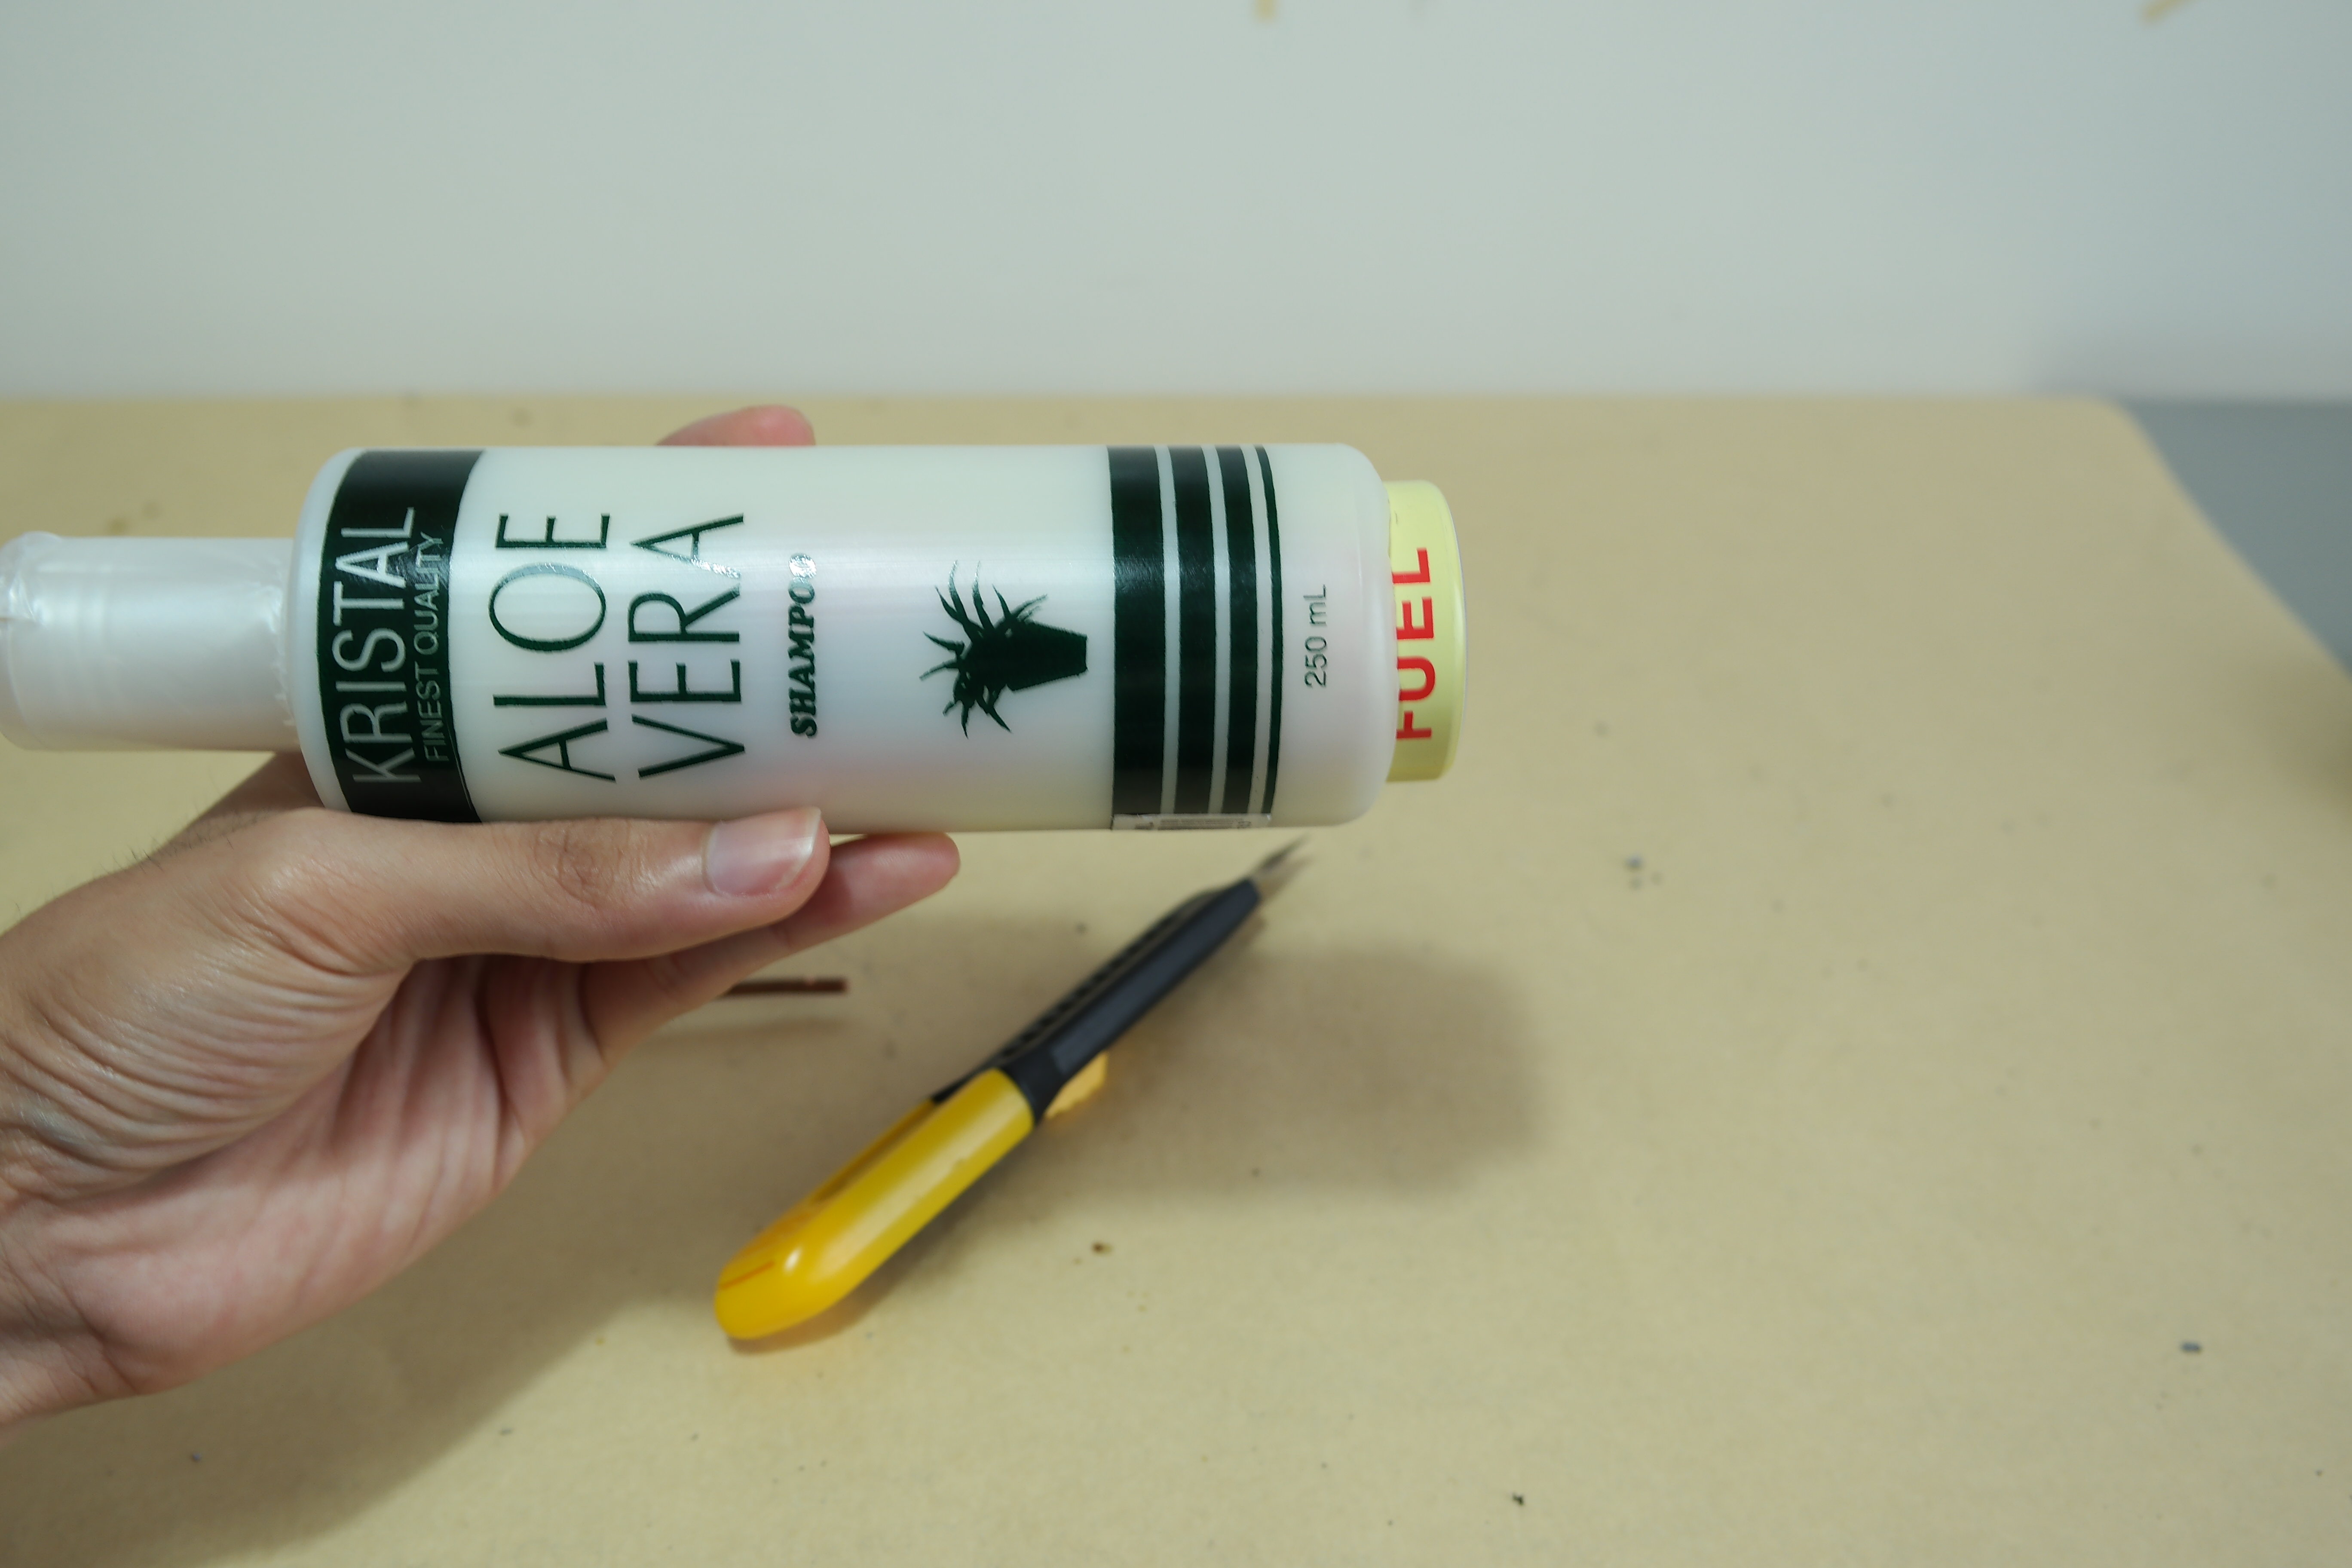 KRISTAL
FINEST QUALITY
ALOE
VERA
SHAMPOO
250 mL
FUEL